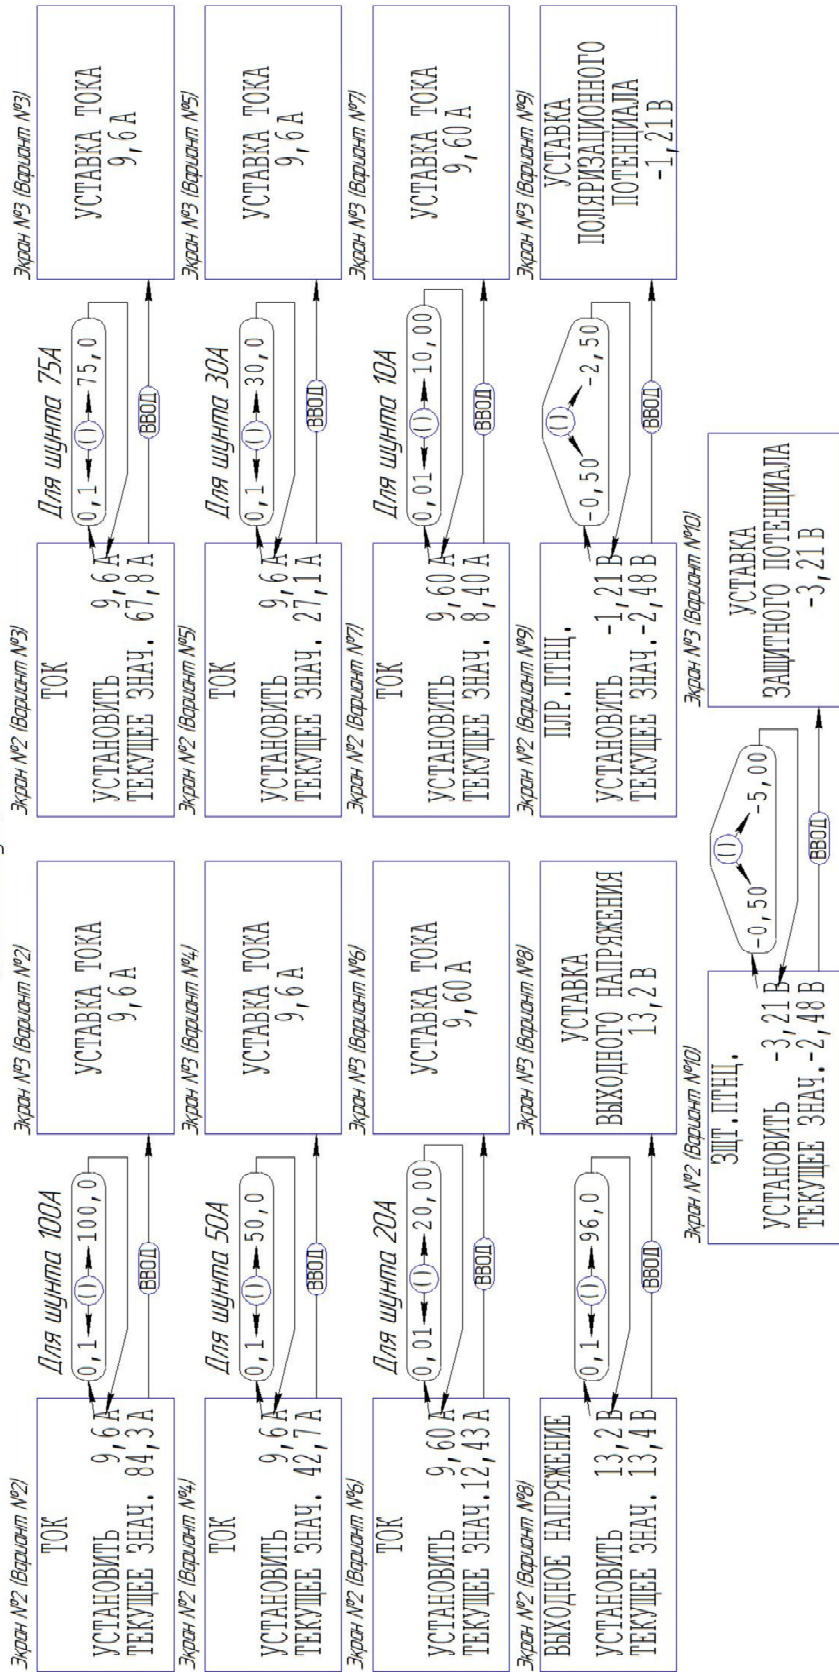 Экран №2 (Вариант №2)
ТОК
УСТАНОВИТЬ 9,6 А
ТЕКУЩЕЕ ЗНАЧ. 84,3 А
Для шунта 100А
0,1 () 100,0
ВВОД
Экран №3 (Вариант №2)
УСТАВКА ТОКА
9,6 А
Экран №2 (Вариант №3)
ТОК
УСТАНОВИТЬ 9,6 А
ТЕКУЩЕЕ ЗНАЧ. 67,8 А
Для шунта 75А
0,1 () 75,0
ВВОД
Экран №3 (Вариант №3)
УСТАВКА ТОКА
9,6 А
Экран №2 (Вариант №4)
ТОК
УСТАНОВИТЬ 9,6 А
ТЕКУЩЕЕ ЗНАЧ. 42,7 А
Для шунта 50А
0,1 () 50,0
ВВОД
Экран №3 (Вариант №4)
УСТАВКА ТОКА
9,6 А
Экран №2 (Вариант №5)
ТОК
УСТАНОВИТЬ 9,6 А
ТЕКУЩЕЕ ЗНАЧ. 27,1 А
Для шунта 30А
0,1 () 30,0
ВВОД
Экран №3 (Вариант №5)
УСТАВКА ТОКА
9,6 А
Экран №2 (Вариант №6)
ТОК
УСТАНОВИТЬ 9,60 А
ТЕКУЩЕЕ ЗНАЧ. 12,43 А
Для шунта 20А
0,01 () 20,00
ВВОД
Экран №3 (Вариант №6)
УСТАВКА ТОКА
9,60 А
Экран №2 (Вариант №7)
ТОК
УСТАНОВИТЬ 9,60 А
ТЕКУЩЕЕ ЗНАЧ. 8,40 А
Для шунта 10А
0,01 () 10,00
ВВОД
Экран №3 (Вариант №7)
УСТАВКА ТОКА
9,60 А
Экран №2 (Вариант №8)
ВЫХОДНОЕ НАПРЯЖЕНИЕ
УСТАНОВИТЬ 13,2 В
ТЕКУЩЕЕ ЗНАЧ. 13,4 В
0,1 () 96,0
ВВОД
Экран №3 (Вариант №8)
УСТАВКА
ВЫХОДНОГО НАПРЯЖЕНИЯ
13,2 В
Экран №2 (Вариант №9)
ПЛР.ПТНЦ.
УСТАНОВИТЬ -1,21 В
ТЕКУЩЕЕ ЗНАЧ. -2,48 В
()
-0,50 -2,50
ВВОД
Экран №3 (Вариант №9)
УСТАВКА
ПОЛЯРИЗАЦИОННОГО
ПОТЕНЦИАЛА
-1,21 В
Экран №2 (Вариант №10)
ЗЩТ.ПТНЦ.
УСТАНОВИТЬ -3,21 В
ТЕКУЩЕЕ ЗНАЧ. -2,48 В
()
-0,50 -5,00
ВВОД
Экран №3 (Вариант №10)
УСТАВКА
ЗАЩИТНОГО ПОТЕНЦИАЛА
-3,21 В